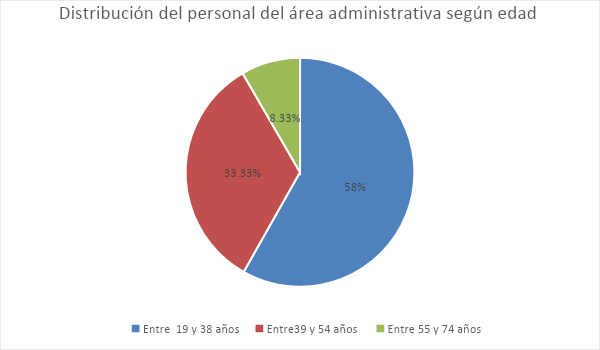 Distribución del personal del área administrativa según edad
8.33%
33.33%
58%
Entre  19 y 38 años
Entre39 y 54 años
Entre 55 y 74 años